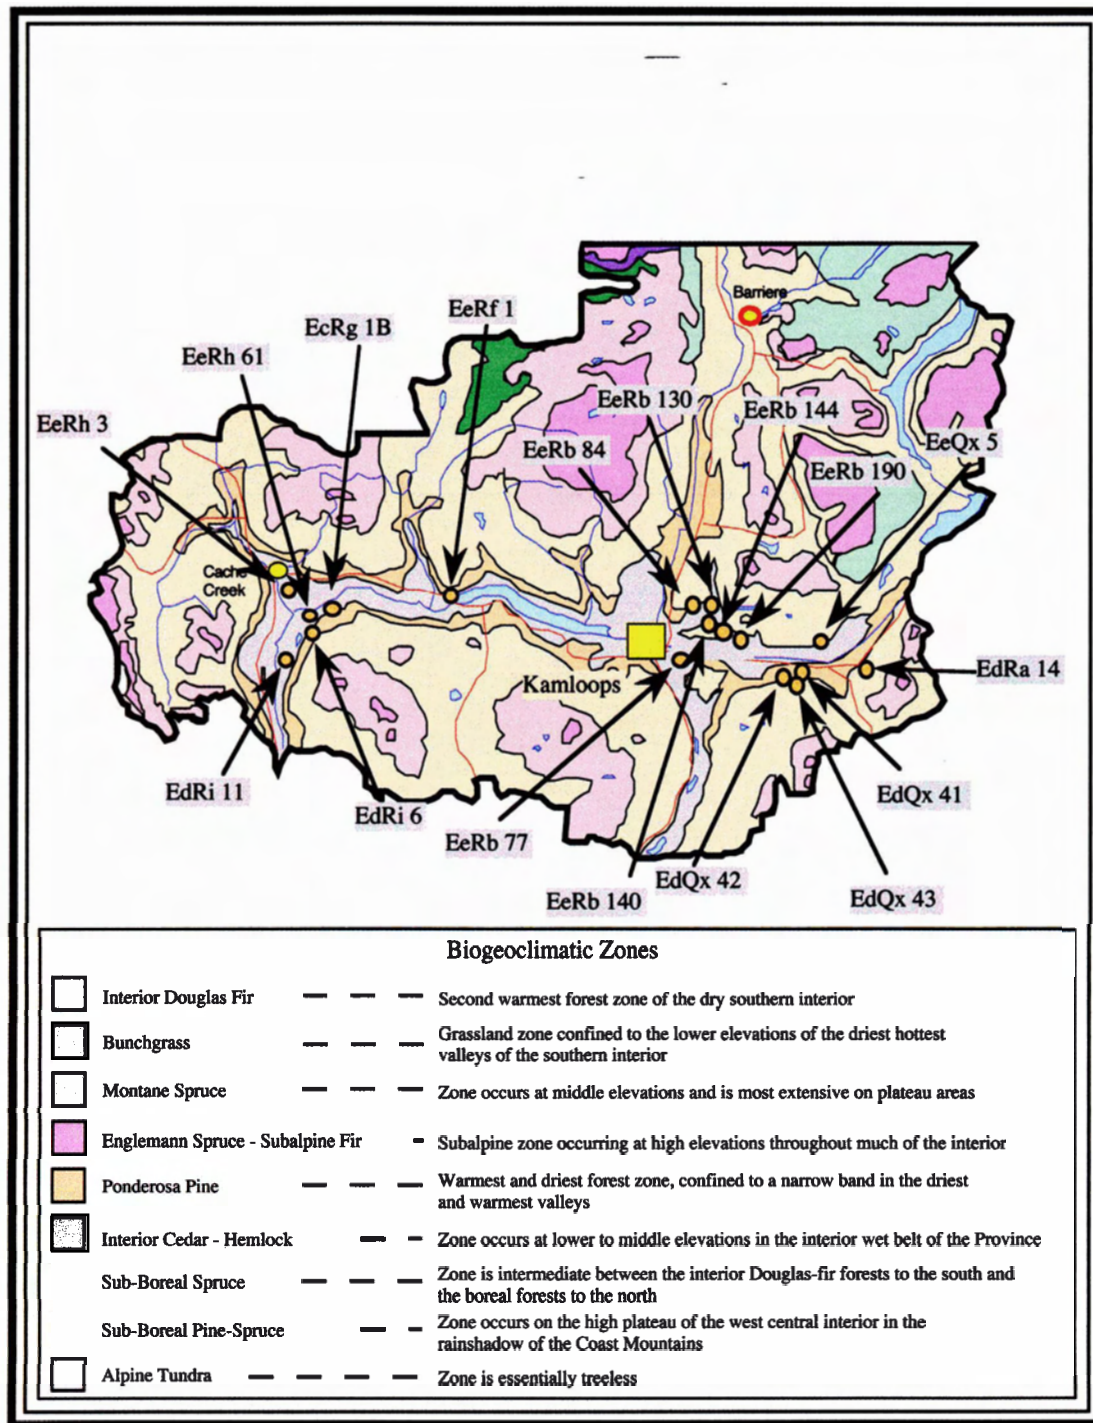 Barriere
EeRf 1
EcRg 1B
EeRh 61
EeRb 130
EeRb 144
EeRh 3
EeRb 84
EeQx 5
EeRb 190
Cache
Creek
Kamloops
EdRa 14
EdRi 11
EdQx 41
EdRi 6
EeRb 77
EdQx 42
EeRb 140
EdQx 43
Biogeoclimatic Zones
Interior Douglas Fir — — — Second warmest forest zone of the dry southern interior
Bunchgrass — — — Grassland zone confined to the lower elevations of the driest hottest
valleys of the southern interior
Montane Spruce — — — Zone occurs at middle elevations and is most extensive on plateau areas
Englemann Spruce - Subalpine Fir - Subalpine zone occurring at high elevations throughout much of the interior
Ponderosa Pine — — — Warmest and driest forest zone, confined to a narrow band in the driest
and warmest valleys
Interior Cedar - Hemlock — - Zone occurs at lower to middle elevations in the interior wet belt of the Province
Sub-Boreal Spruce — — — Zone is intermediate between the interior Douglas-fir forests to the south and
the boreal forests to the north
Sub-Boreal Pine-Spruce — - Zone occurs on the high plateau of the west central interior in the
rainshadow of the Coast Mountains
Alpine Tundra — — — — Zone is essentially treeless